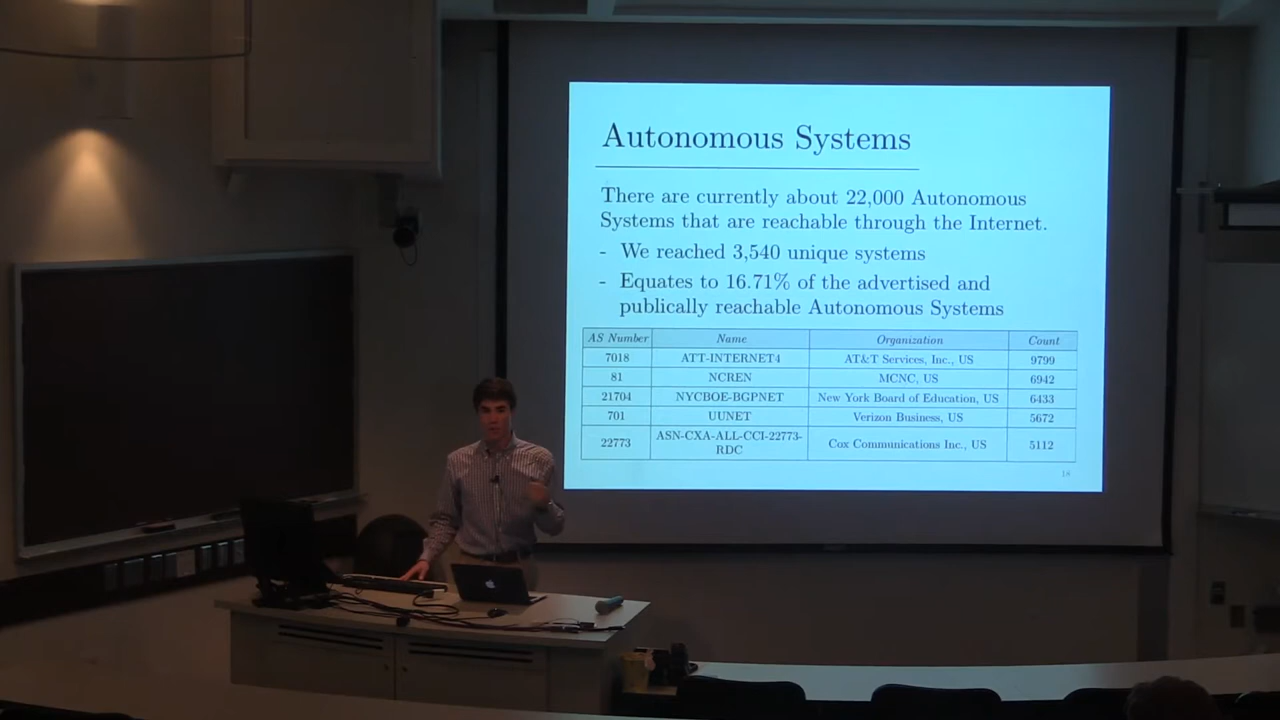 Autonomous Systems
There are currently about 22,000 Autonomous
Systems that are reachable through the Internet.
- We reached 3,540 unique systems
- Equates to 16.71% of the advertised and
publically reachable Autonomous Systems
AS Number Name Organization Count
7018 ATT-INTERNET4 AT&T Services, Inc., US 9799
81 NCREN MCNC, US 6942
21704 NYCBOE-BGPNET New York Board of Education, US 6433
701 UUNET Verizon Business, US 5672
22773 ASN-CXA-ALL-CCI-22773- Cox Communications Inc., US 5112
RDC
18